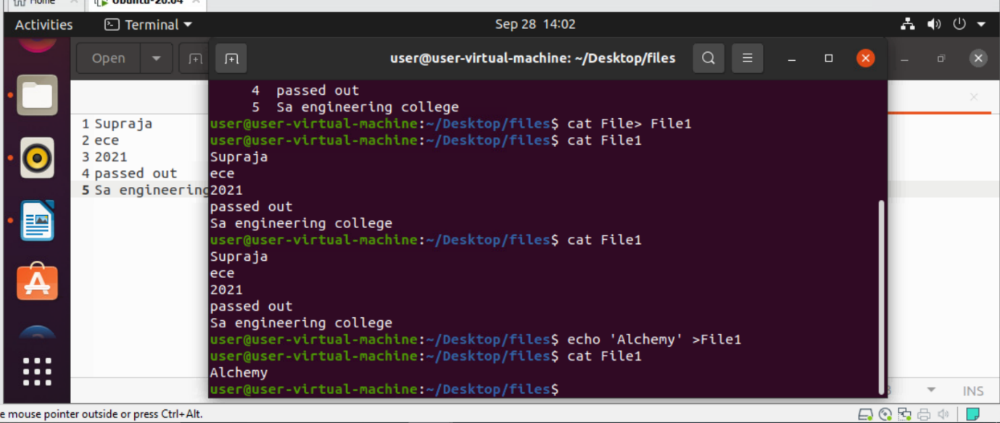 Home
Ubuntu-20.04
Activities
Terminal
Sep 28 14:02
Open
user@user-virtual-machine: ~/Desktop/files
1 Supraja
2 ece
3 2021
4 passed out
5 Sa engineering
4 passed out
5 Sa engineering college
user@user-virtual-machine:~/Desktop/files$ cat File> File1
user@user-virtual-machine:~/Desktop/files$ cat File1
Supraja
ece
2021
passed out
Sa engineering college
user@user-virtual-machine:~/Desktop/files$ cat File1
Supraja
ece
2021
passed out
Sa engineering college
user@user-virtual-machine:~/Desktop/files$ echo 'Alchemy' >File1
user@user-virtual-machine:~/Desktop/files$ cat File1
Alchemy
user@user-virtual-machine:~/Desktop/files$
INS
e mouse pointer outside or press Ctrl+Alt.